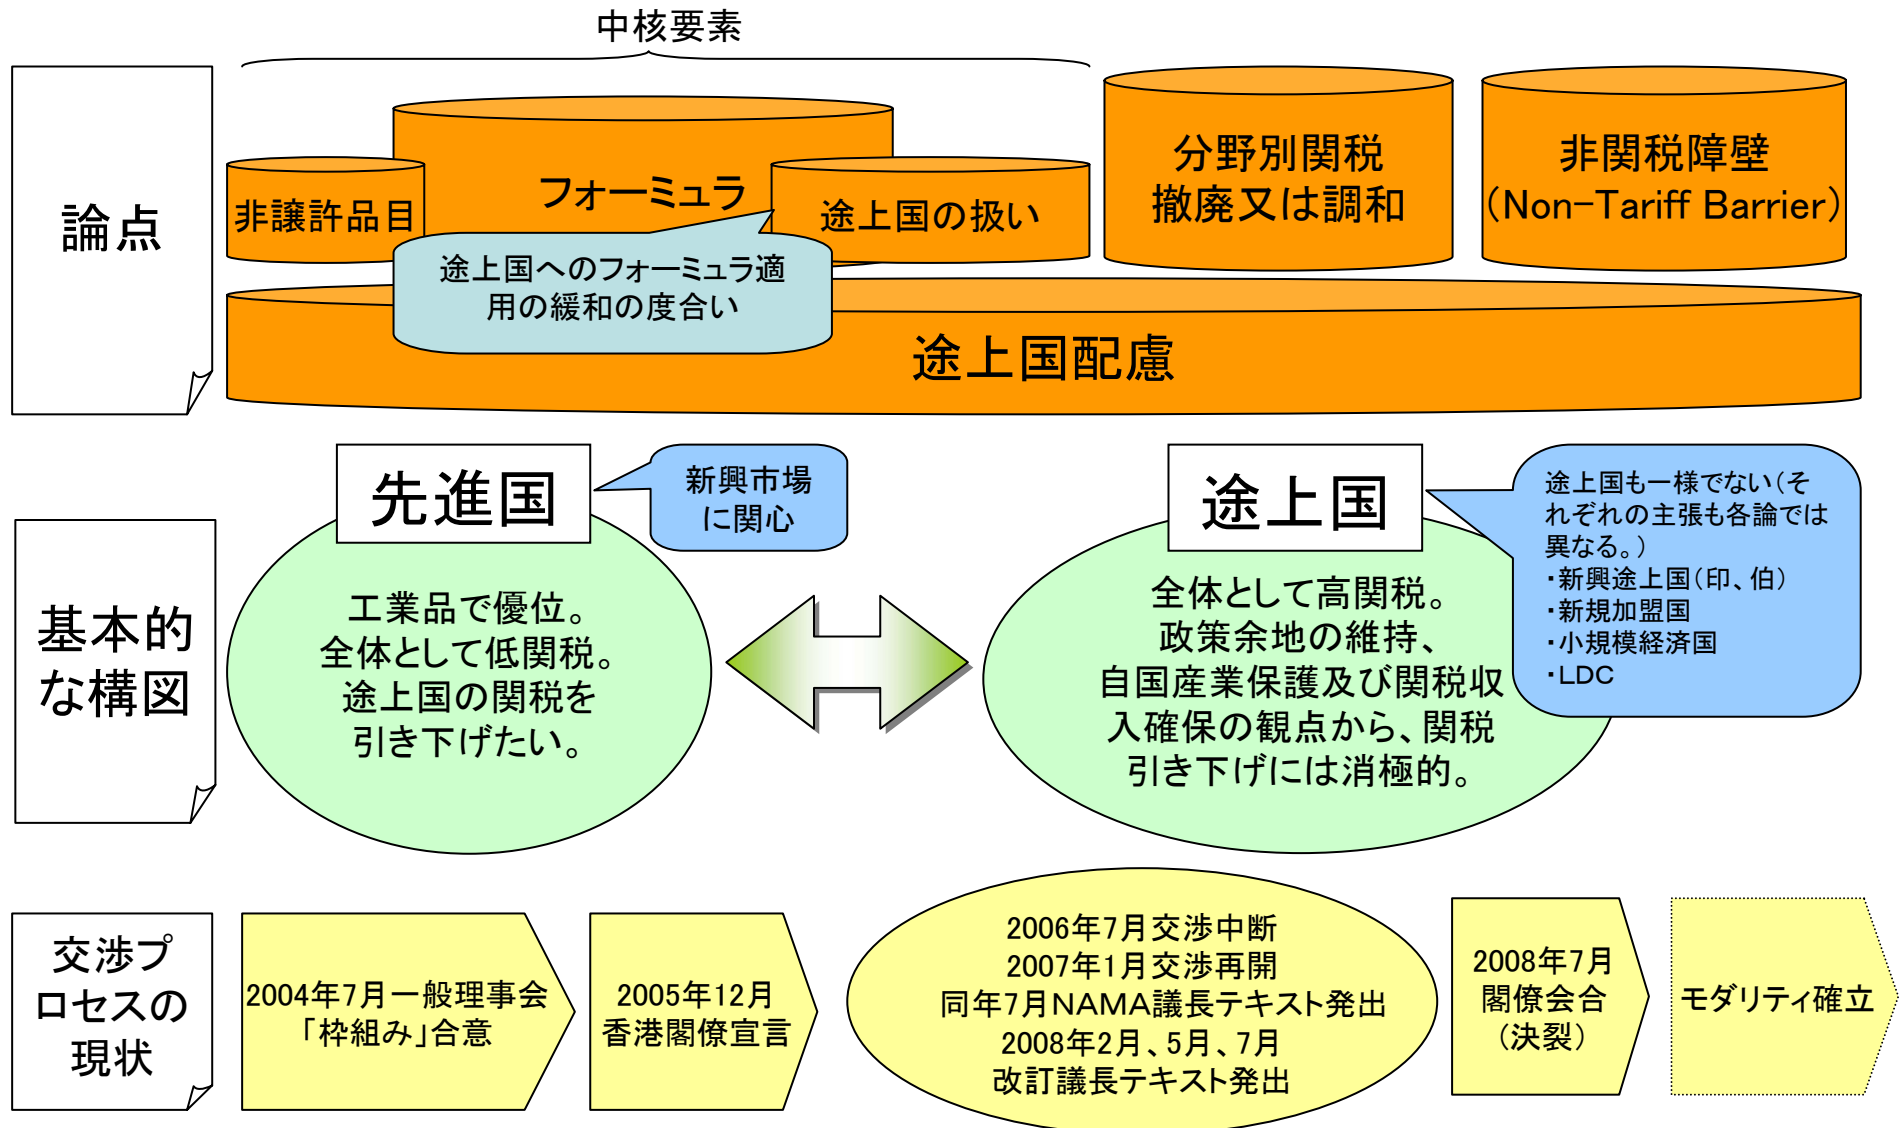 中核要素
論点
非譲許品目
フォーミュラ
途上国の扱い
途上国へのフォーミュラ適
用の緩和の度合い
分野別関税
撤廃又は調和
非関税障壁
(Non-Tariff Barrier)
途上国配慮
基本的
な構図
先進国
新興市場
に関心
工業品で優位。
全体として低関税。
途上国の関税を
引き下げたい。
途上国
途上国も一様でない(そ
れぞれの主張も各論では
異なる。)
・新興途上国(印、伯)
・新規加盟国
・小規模経済国
・LDC
全体として高関税。
政策余地の維持、
自国産業保護及び関税収
入確保の観点から、関税
引き下げには消極的。
交渉プ
ロセスの
現状
2004年7月一般理事会
「枠組み」合意
2005年12月
香港閣僚宣言
2006年7月交渉中断
2007年1月交渉再開
同年7月NAMA議長テキスト発出
2008年2月、5月、7月
改訂議長テキスト発出
2008年7月
閣僚会合
(決裂)
モダリティ確立